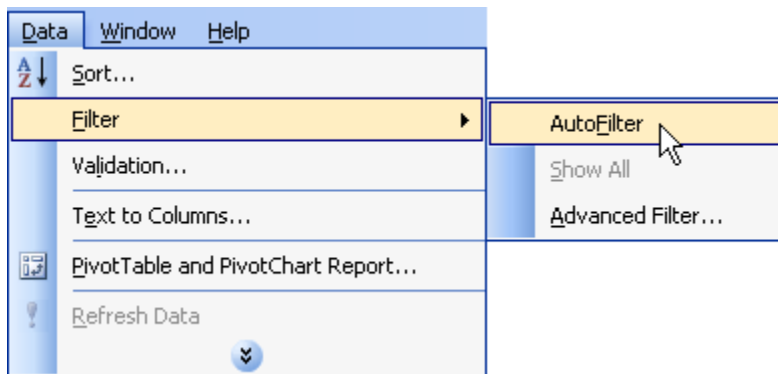 Data Window Help
Sort...
Filter
AutoFilter
Validation...
Show All
Text to Columns...
Advanced Filter...
PivotTable and PivotChart Report...
Refresh Data